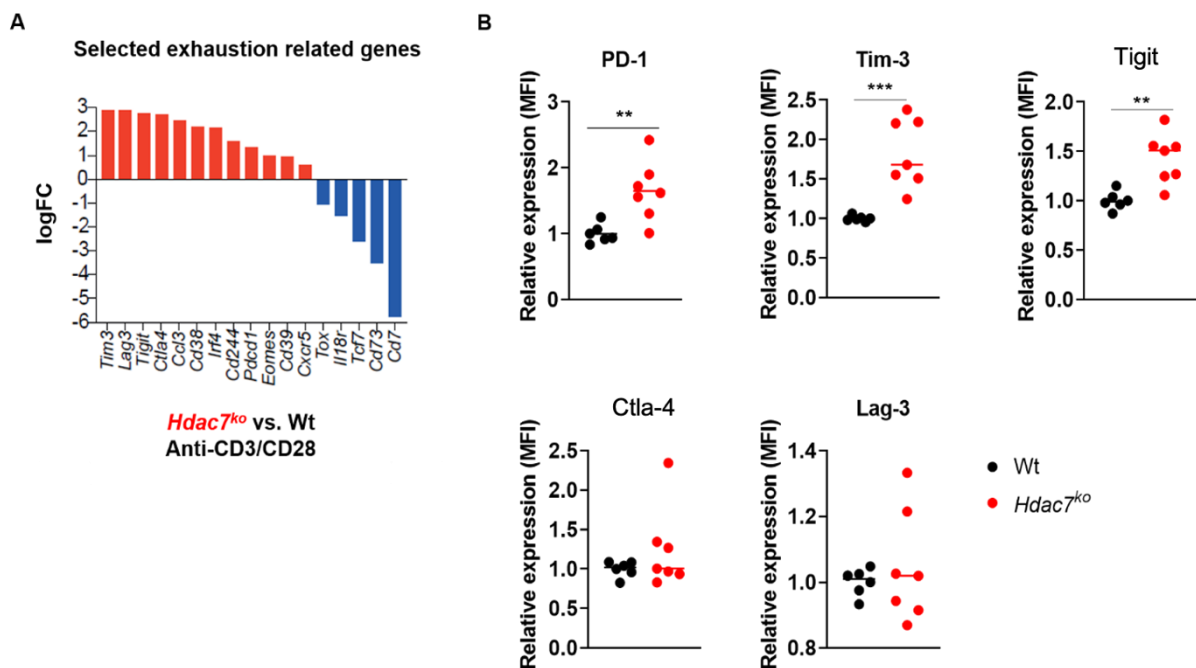 A
Selected exhaustion related genes
logFC
3
2
1
0
-1
-2
-3
-4
-5
-6
Tim3
Lag3
Tigit
Ctla4
Ccl3
Cd38
Irf4
Cd244
Pdcd1
Eomes
Cd39
Cxcr5
Tox
Il18r
Tcf7
Cd73
Cd7
Hdac7ko vs. Wt
Anti-CD3/CD28
B
PD-1
Relative expression (MFI)
3
2
1
0
**
Tim-3
Relative expression (MFI)
2.5
2.0
1.5
1.0
0.5
0.0
***
Tigit
Relative expression (MFI)
2.0
1.5
1.0
0.5
0.0
**
Ctla-4
Relative expression (MFI)
2.5
2.0
1.5
1.0
0.5
0.0
Lag-3
Relative expression (MFI)
1.4
1.2
1.0
0.8
Wt
Hdac7ko